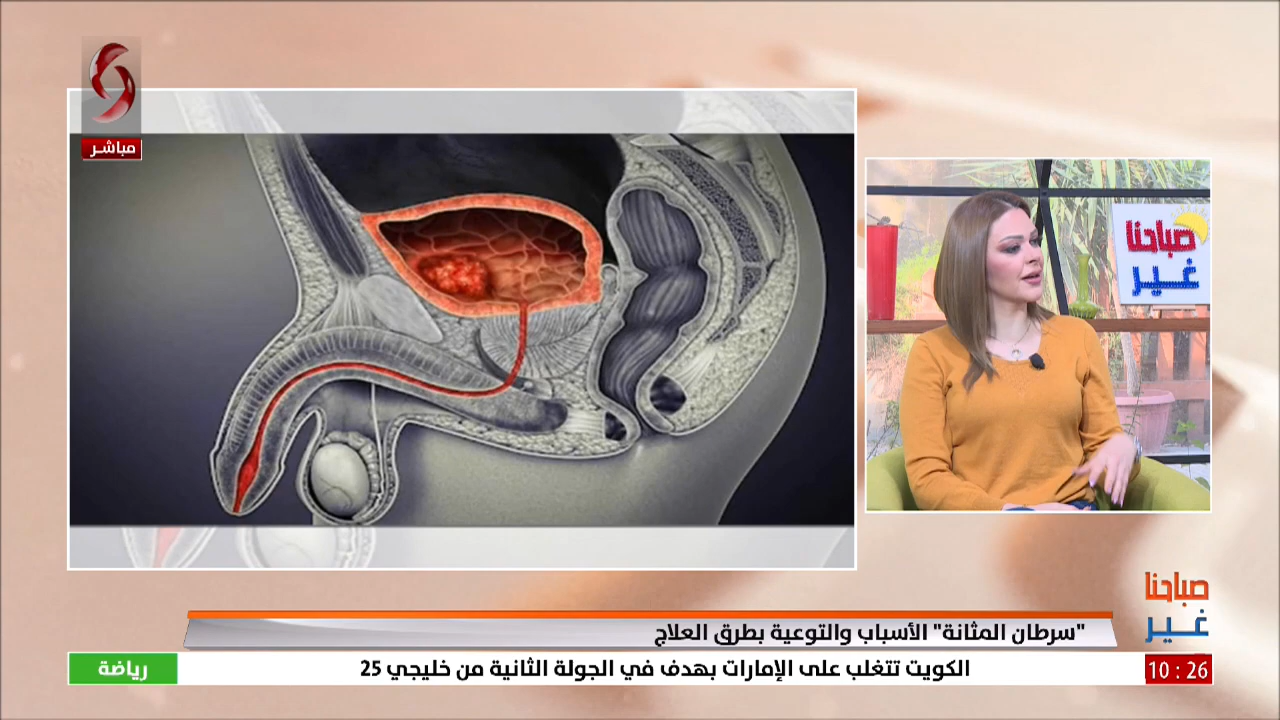 مباشر
صباحنا
غير
صباحنا
غير
"سرطان المثانة" الأسباب والتوعية بطرق العلاج
رياضة
الكويت تتغلب على الإمارات بهدف في الجولة الثانية من خليجي 25
10 : 26